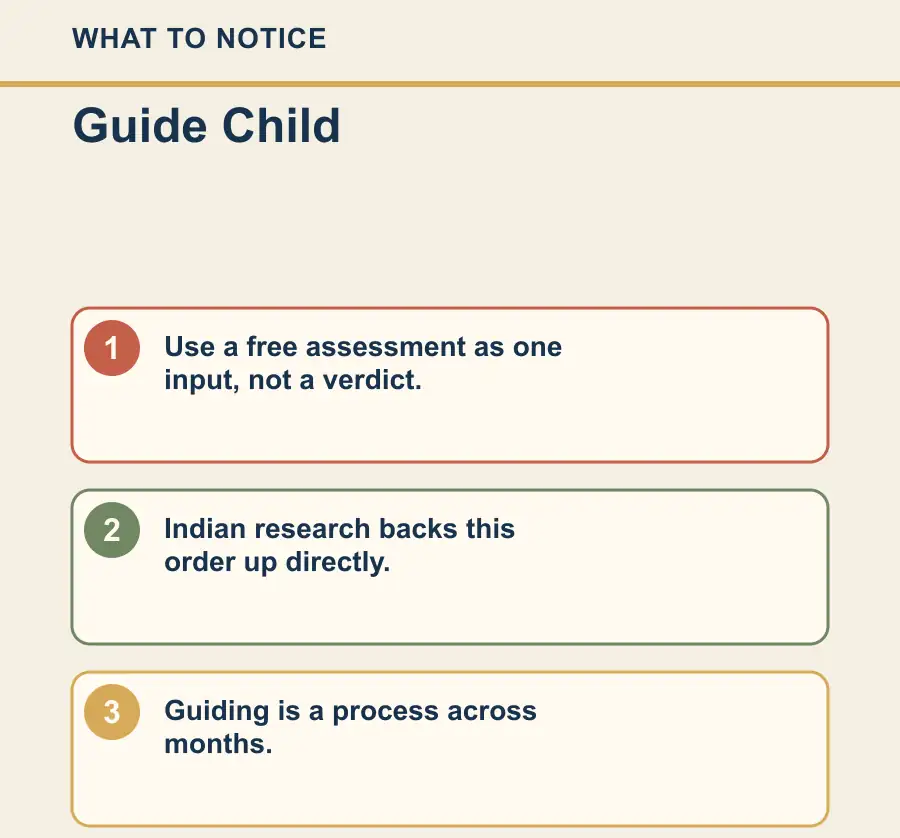 WHAT TO NOTICE
Guide Child
1
Use a free assessment as one
input, not a verdict.
2
Indian research backs this
order up directly.
3
Guiding is a process across
months.